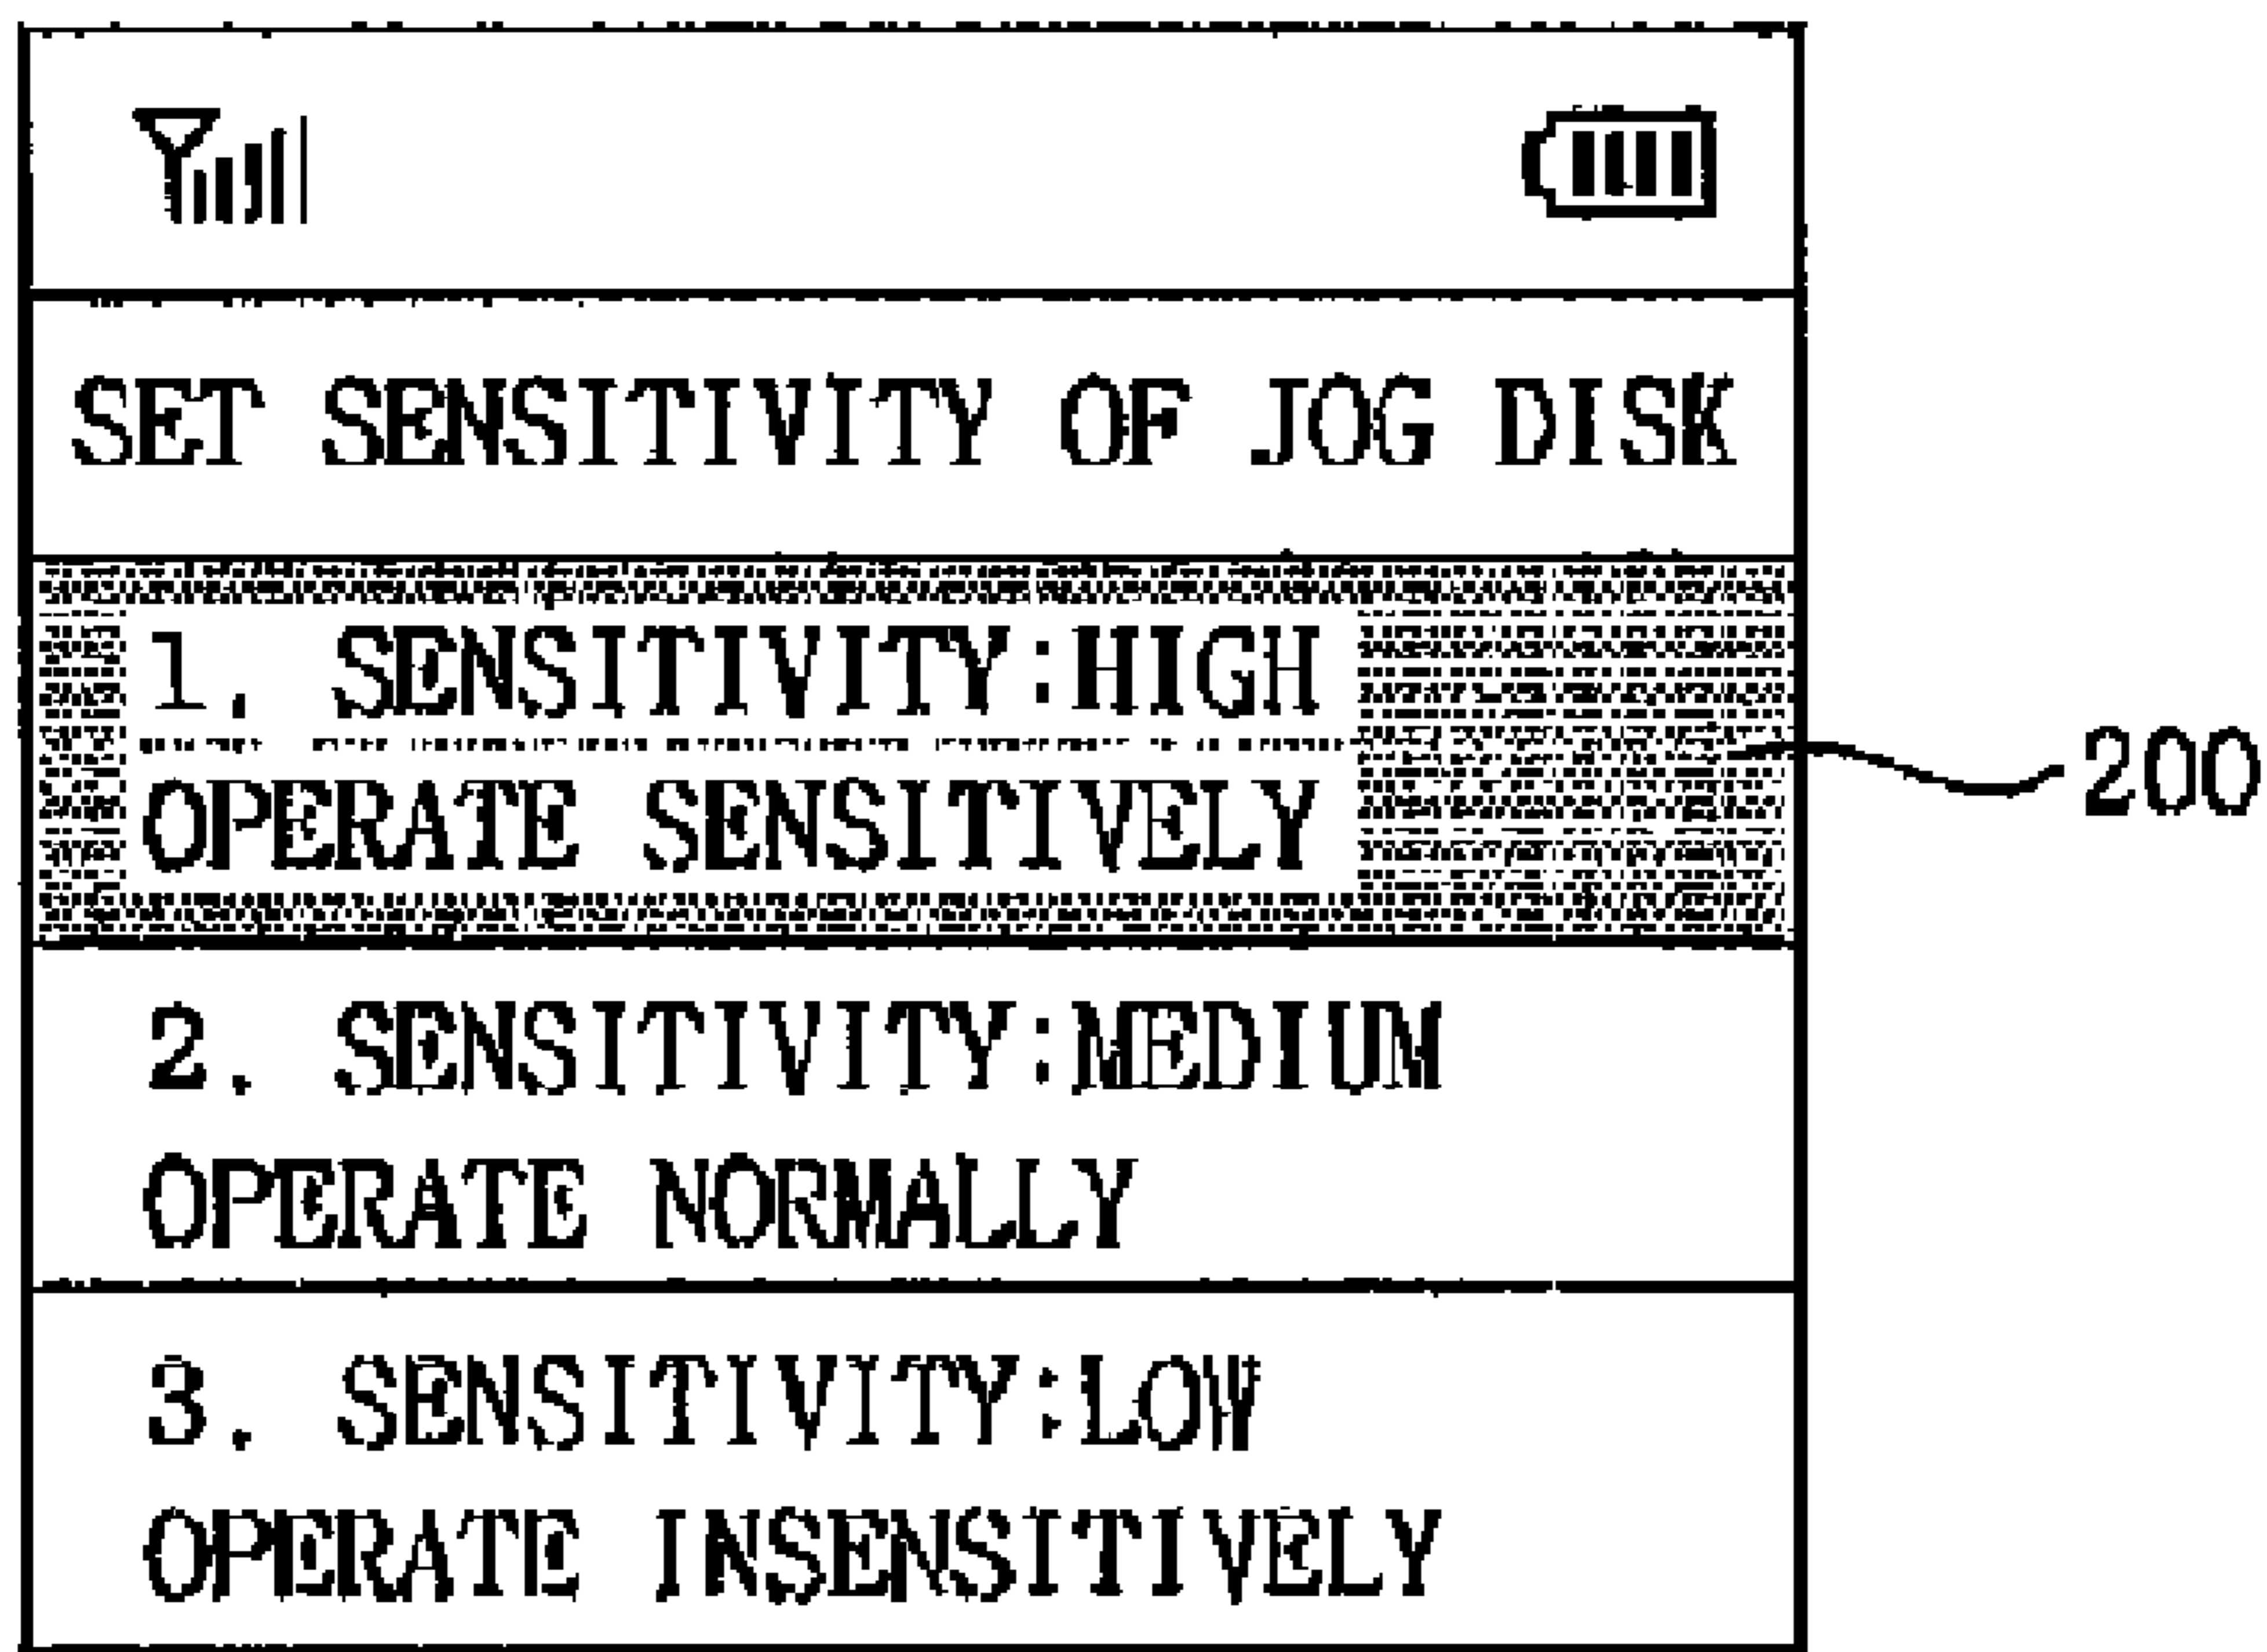 SET SENSITIVITY OF JOG DISK
1. SENSITIVITY:HIGH
OPERATE SENSITIVELY
200
2. SENSITIVITY:MEDIUM
OPERATE NORMALLY
3. SENSITIVITY:LOW
OPERATE INSENSITIVELY